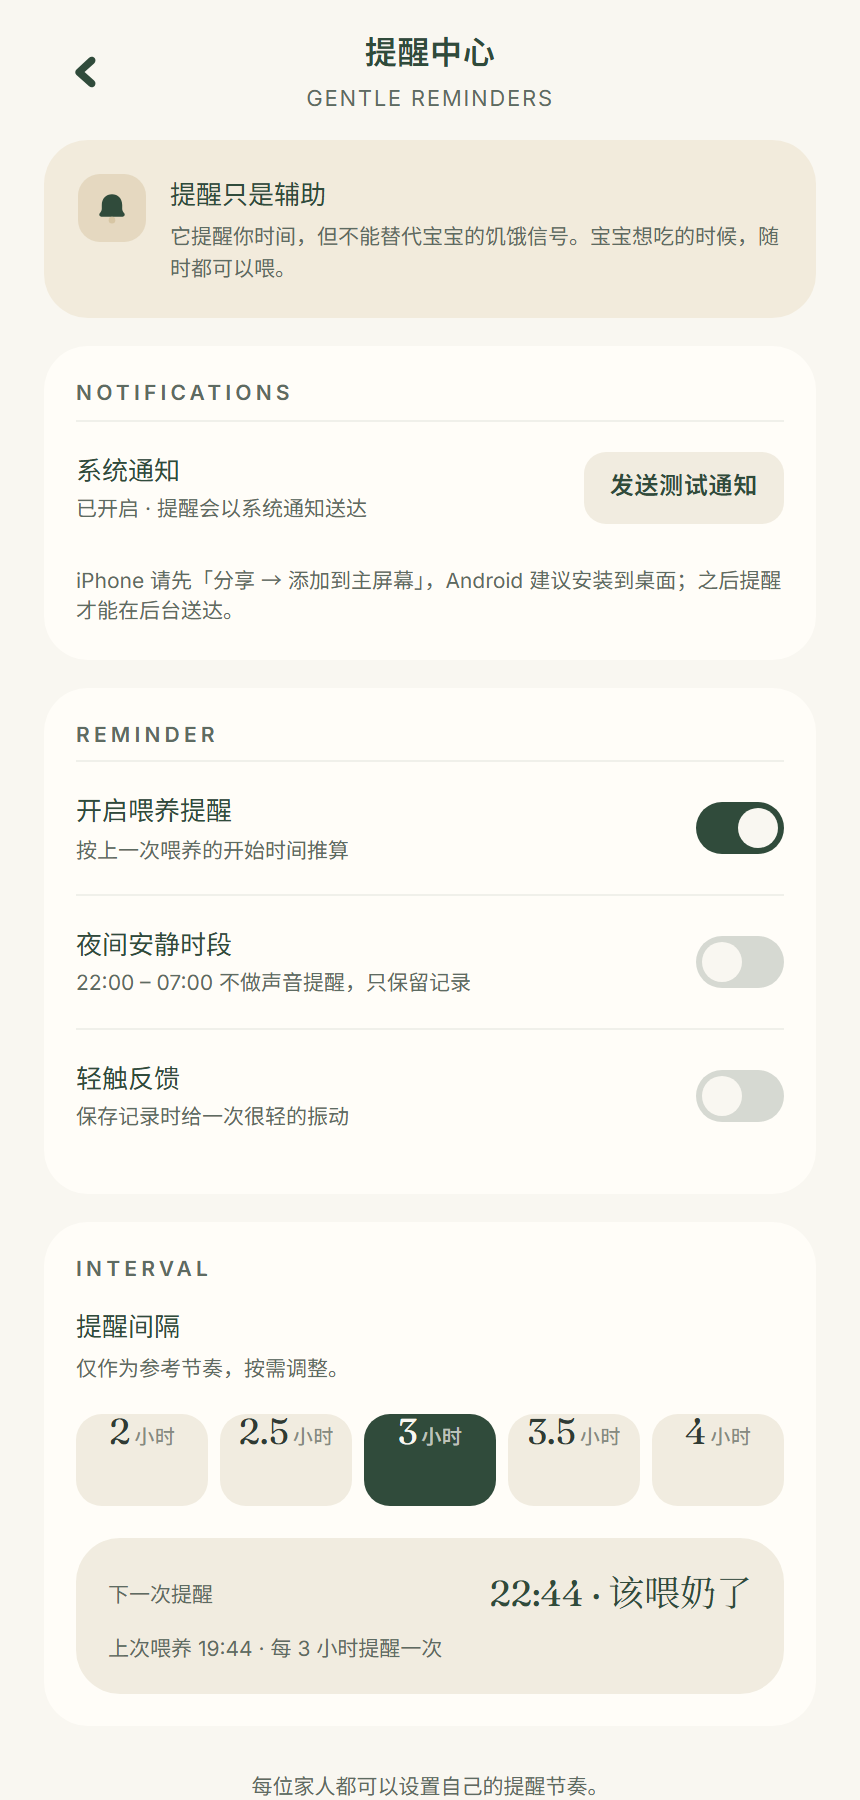 提醒中心
GENTLE REMINDERS
提醒只是辅助
它提醒你时间，但不能替代宝宝的饥饿信号。宝宝想吃的时候，随
时都可以喂。
NOTIFICATIONS
系统通知
已开启 · 提醒会以系统通知送达
发送测试通知
iPhone 请先「分享 → 添加到主屏幕」，Android 建议安装到桌面；之后提醒
才能在后台送达。
REMINDER
开启喂养提醒
按上一次喂养的开始时间推算
夜间安静时段
22:00 – 07:00 不做声音提醒，只保留记录
轻触反馈
保存记录时给一次很轻的振动
INTERVAL
提醒间隔
仅作为参考节奏，按需调整。
2 小时 2.5 小时 3 小时 3.5 小时 4 小时
下一次提醒 22:44 · 该喂奶了
上次喂养 19:44 · 每 3 小时提醒一次
每位家人都可以设置自己的提醒节奏。